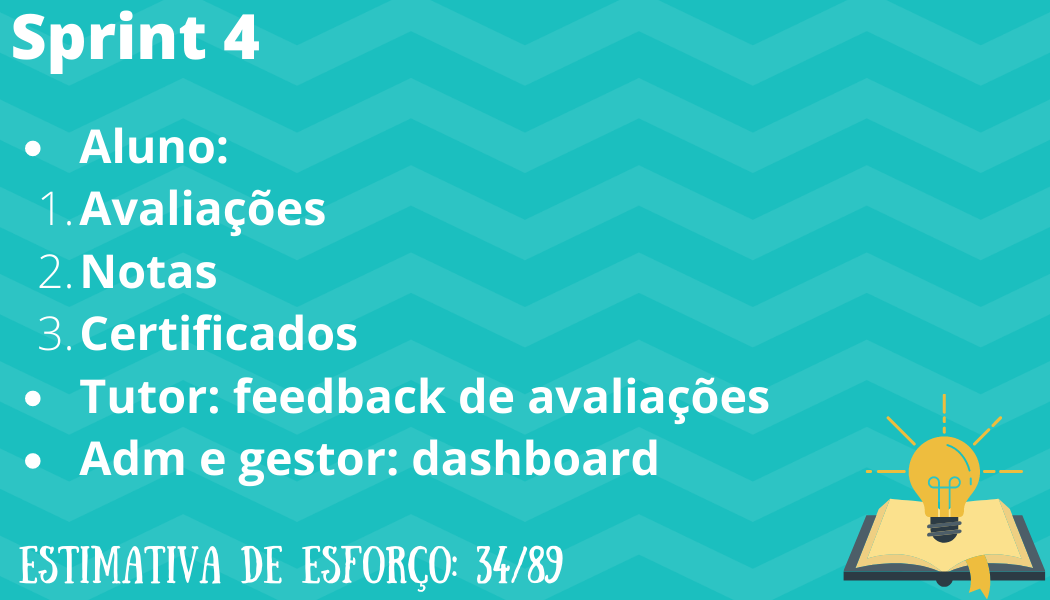 Sprint 4
• Aluno:
1. Avaliações
2. Notas
3. Certificados
• Tutor: feedback de avaliações
• Adm e gestor: dashboard
ESTIMATIVA DE ESFORÇO: 34/89